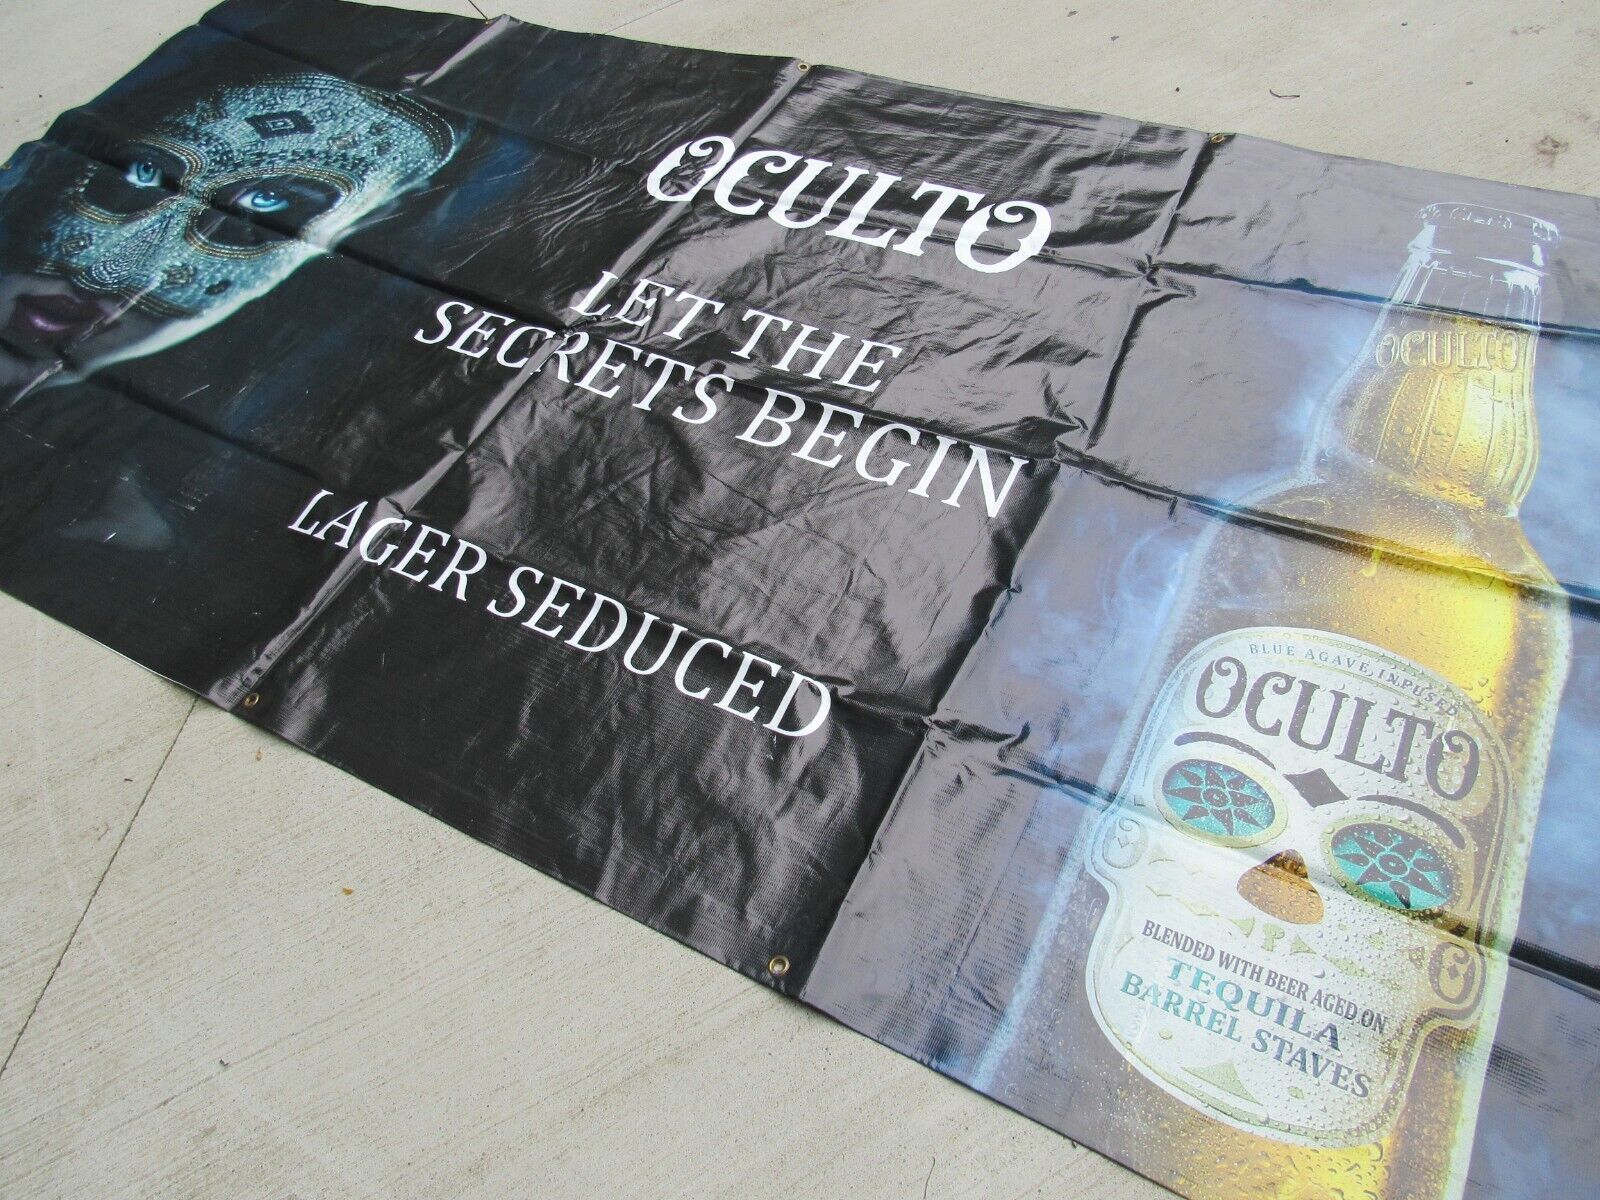 OCULTO
LET THE
SECRETS BEGIN
LAGER SEDUCED
OCULTO
BLUE AGAVE INFUSED
OCULTO
BLENDED WITH BEER AGED ON
TEQUILA
BARREL STAVES